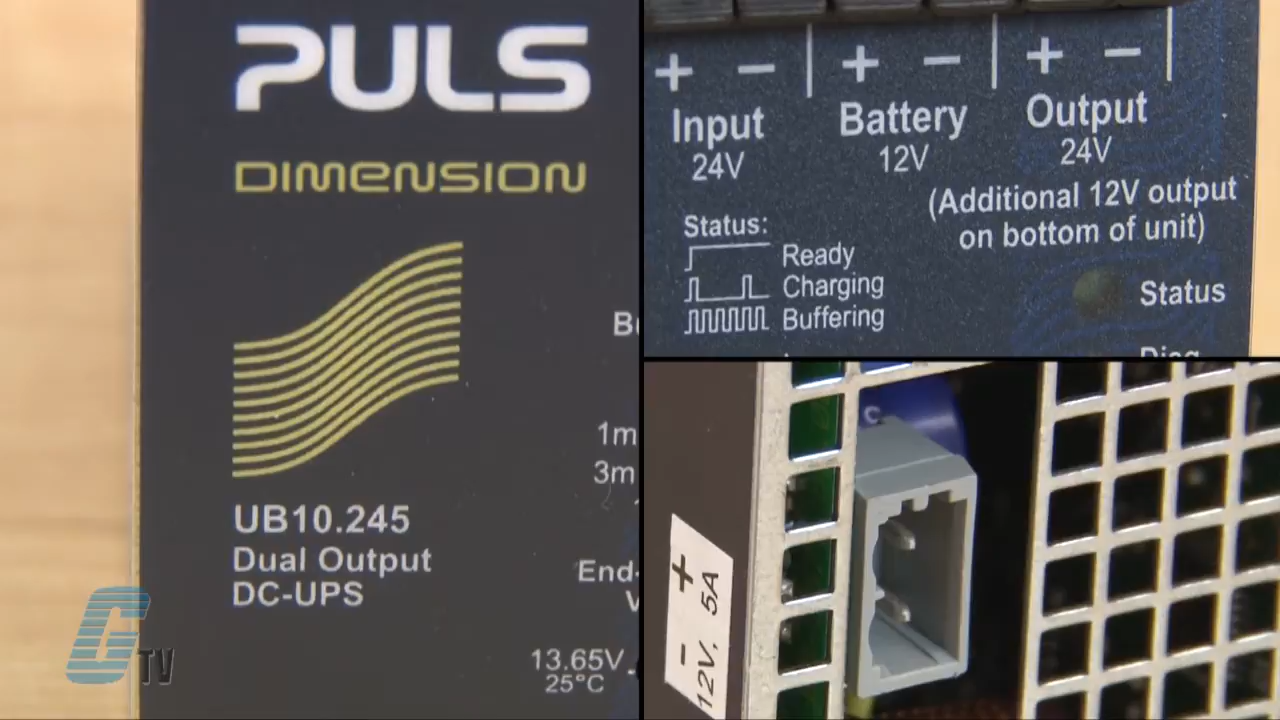 PULS
DIMENSION
UB10.245
Dual Output
DC-UPS
1m
3m
End-
13.65V
25°C
GTV
+ − + − + −
Input Battery Output
24V 12V 24V
(Additional 12V output
on bottom of unit)
Status:
Ready
Charging
Buffering
Status
− +
12V, 5A